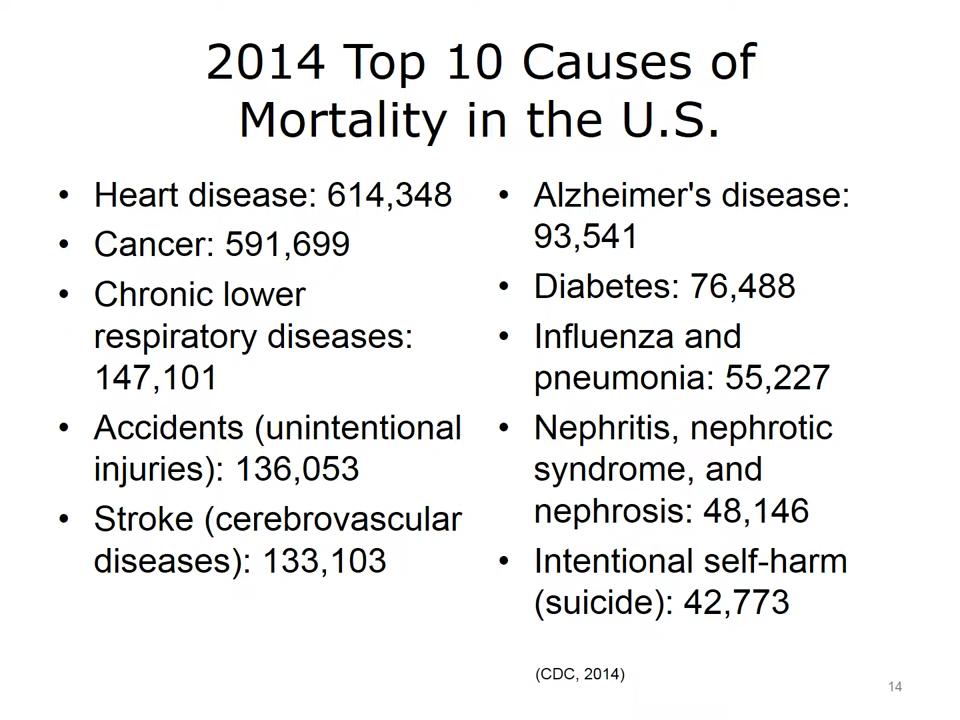 2014 Top 10 Causes of
Mortality in the U.S.
• Heart disease: 614,348
• Cancer: 591,699
• Chronic lower
respiratory diseases:
147,101
• Accidents (unintentional
injuries): 136,053
• Stroke (cerebrovascular
diseases): 133,103
• Alzheimer's disease:
93,541
• Diabetes: 76,488
• Influenza and
pneumonia: 55,227
• Nephritis, nephrotic
syndrome, and
nephrosis: 48,146
• Intentional self-harm
(suicide): 42,773
(CDC, 2014)
14